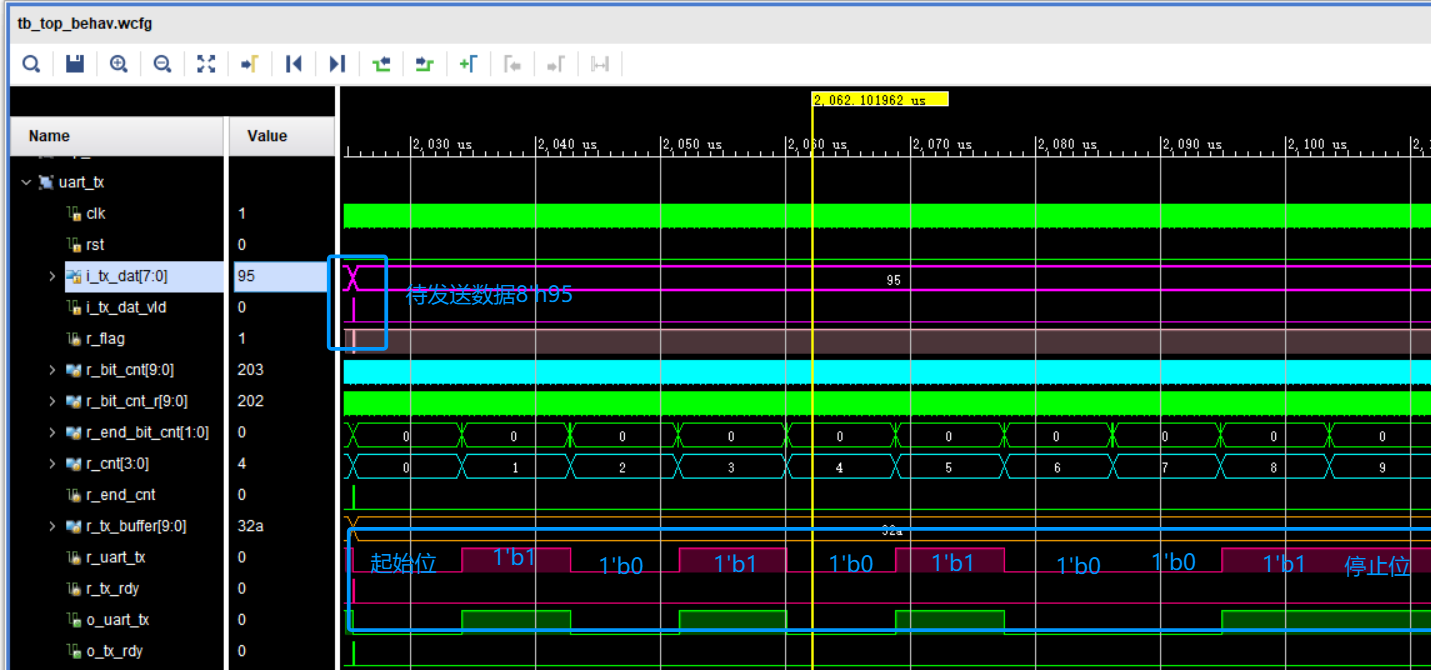 tb_top_behav.wcfg
2,062.101962 us
Name Value
2,030 us 2,040 us 2,050 us 2,060 us 2,070 us 2,080 us 2,090 us 2,100 us 2,
uart_tx
clk 1
rst 0
i_tx_dat[7:0] 95 95
待发送数据8'h95
i_tx_dat_vld 0
r_flag 1
r_bit_cnt[9:0] 203
r_bit_cnt_r[9:0] 202
r_end_bit_cnt[1:0] 0 0 0 0 0 0 0 0 0 0 0
r_cnt[3:0] 4 0 1 2 3 4 5 6 7 8 9
r_end_cnt 0
r_tx_buffer[9:0] 32a 32a
r_uart_tx 0 起始位 1'b1 1'b0 1'b1 1'b0 1'b1 1'b0 1'b0 1'b1 停止位
r_tx_rdy 0
o_uart_tx 0
o_tx_rdy 0